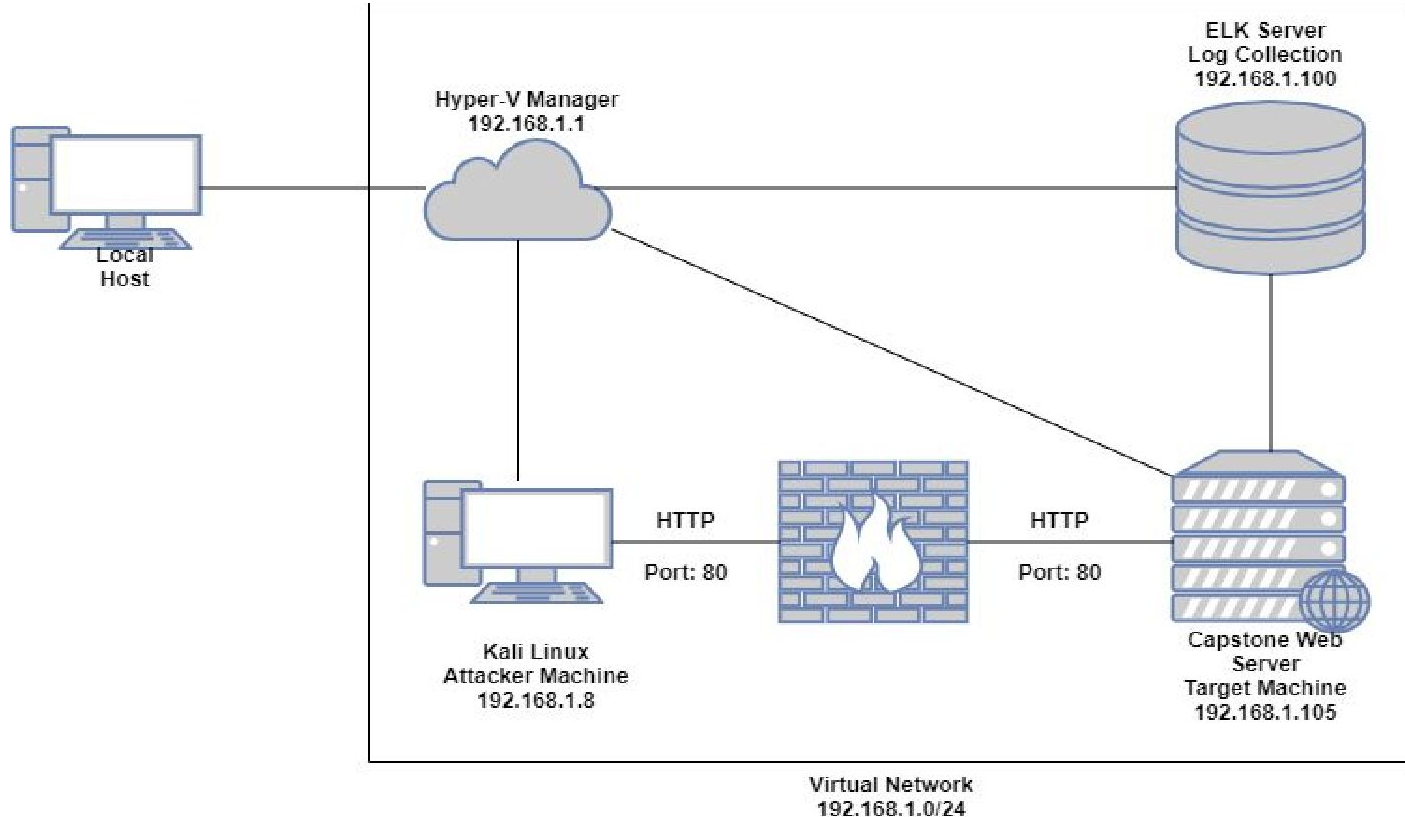 ELK Server
Log Collection
192.168.1.100
Hyper-V Manager
192.168.1.1
Local
Host
HTTP
Port: 80
HTTP
Port: 80
Kali Linux
Attacker Machine
192.168.1.8
Capstone Web
Server
Target Machine
192.168.1.105
Virtual Network
192.168.1.0/24